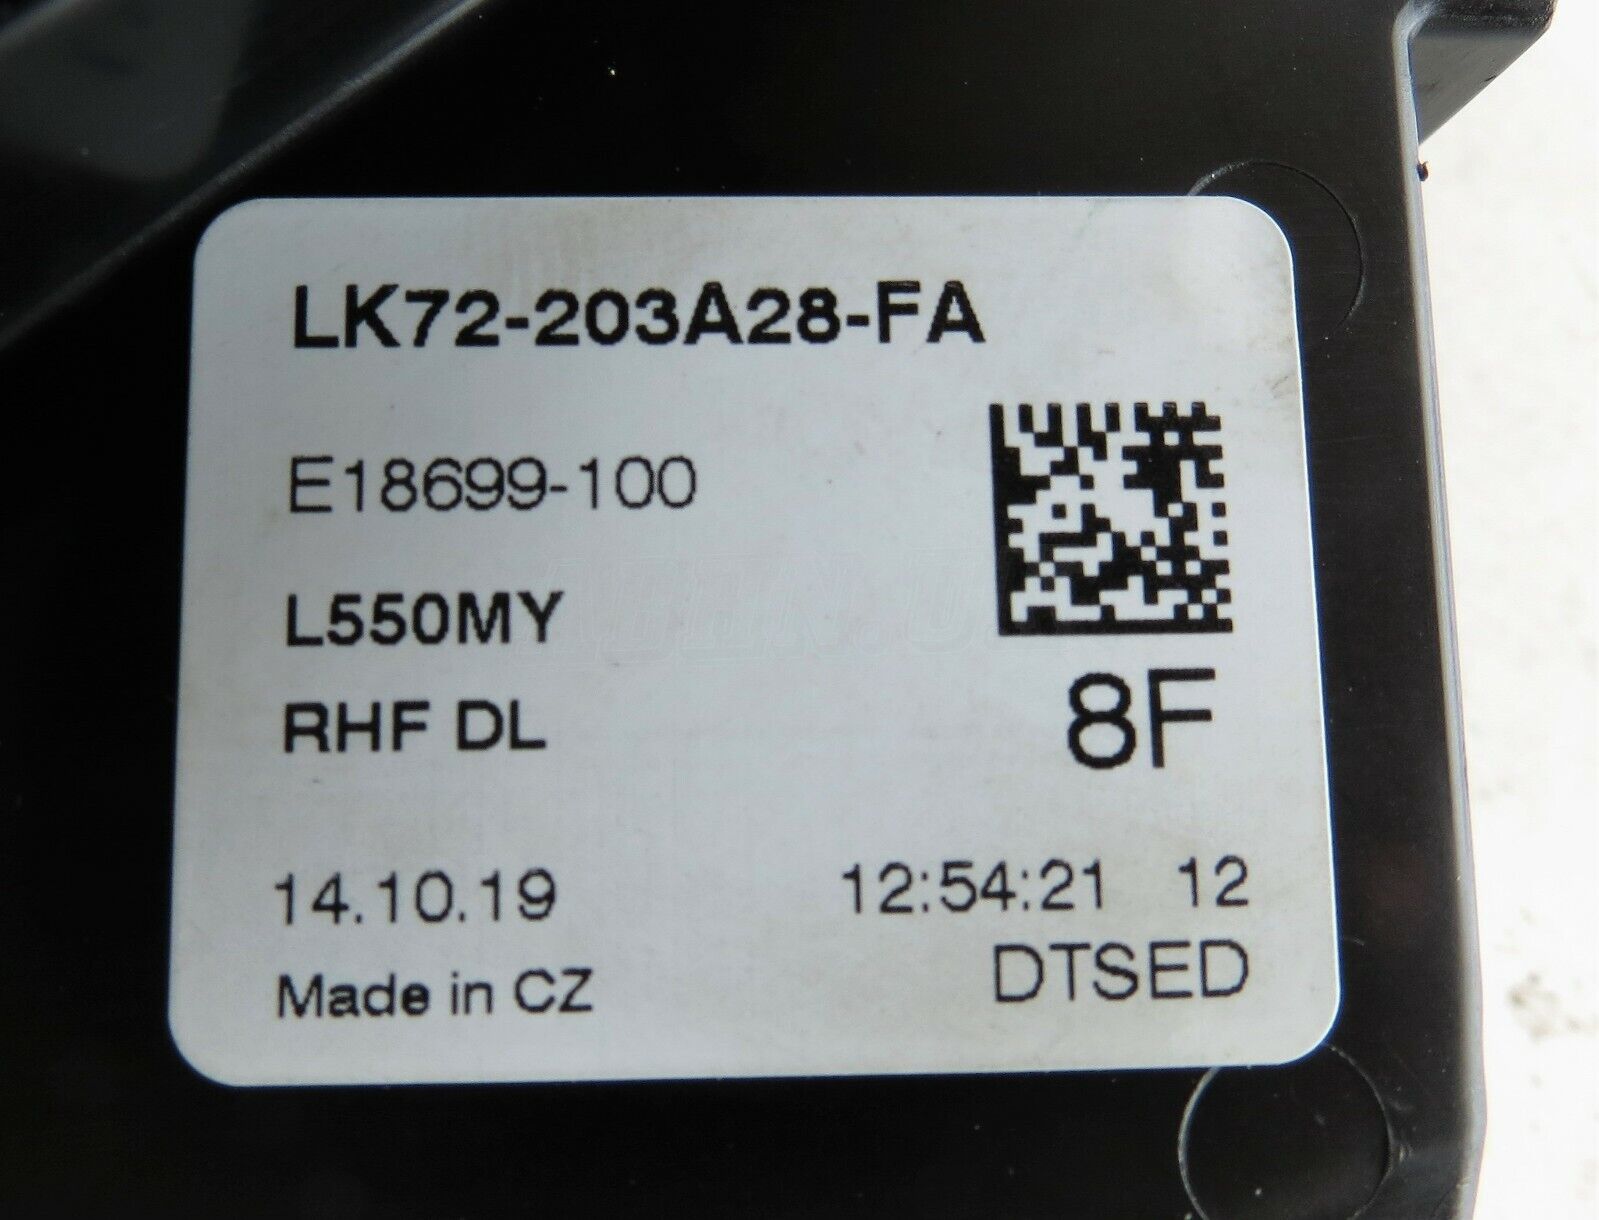 LK72-203A28-FA
E18699-100
L550MY
RHF DL
8F
14.10.19 12:54:21 12
Made in CZ DTSED